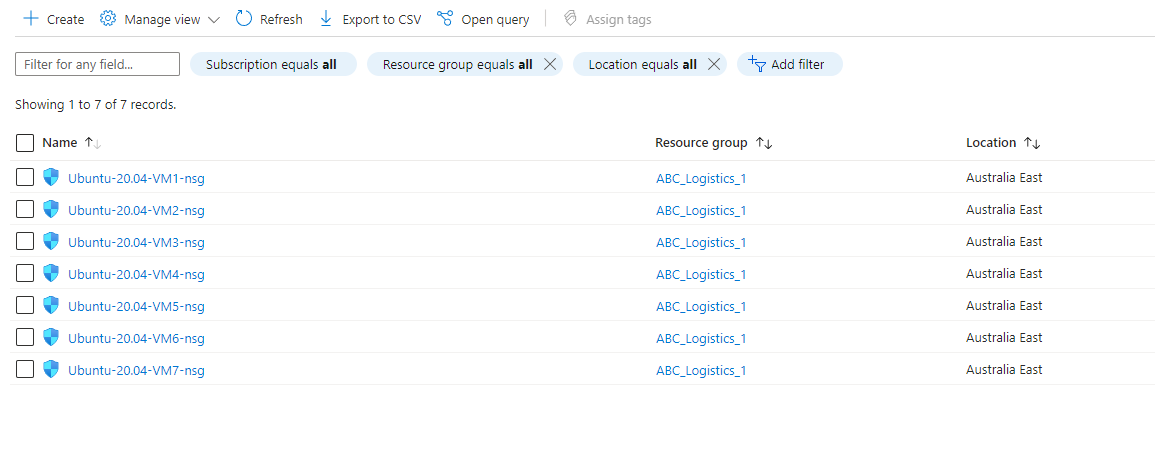 Create Manage view Refresh Export to CSV Open query Assign tags
Filter for any field... Subscription equals all Resource group equals all Location equals all Add filter
Showing 1 to 7 of 7 records.
Name Resource group Location
Ubuntu-20.04-VM1-nsg ABC_Logistics_1 Australia East
Ubuntu-20.04-VM2-nsg ABC_Logistics_1 Australia East
Ubuntu-20.04-VM3-nsg ABC_Logistics_1 Australia East
Ubuntu-20.04-VM4-nsg ABC_Logistics_1 Australia East
Ubuntu-20.04-VM5-nsg ABC_Logistics_1 Australia East
Ubuntu-20.04-VM6-nsg ABC_Logistics_1 Australia East
Ubuntu-20.04-VM7-nsg ABC_Logistics_1 Australia East